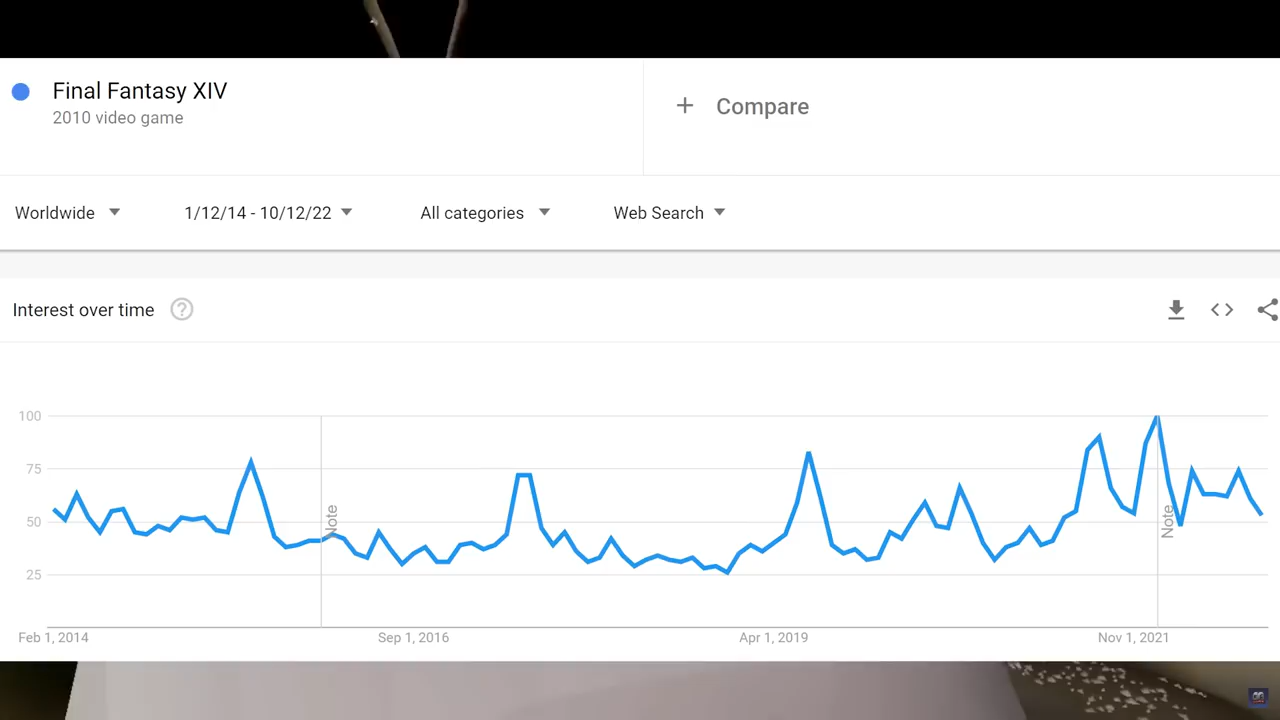 Final Fantasy XIV
2010 video game
+ Compare
Worldwide
1/12/14 - 10/12/22
All categories
Web Search
Interest over time ?
100
75
50
25
Note
Note
Feb 1, 2014
Sep 1, 2016
Apr 1, 2019
Nov 1, 2021